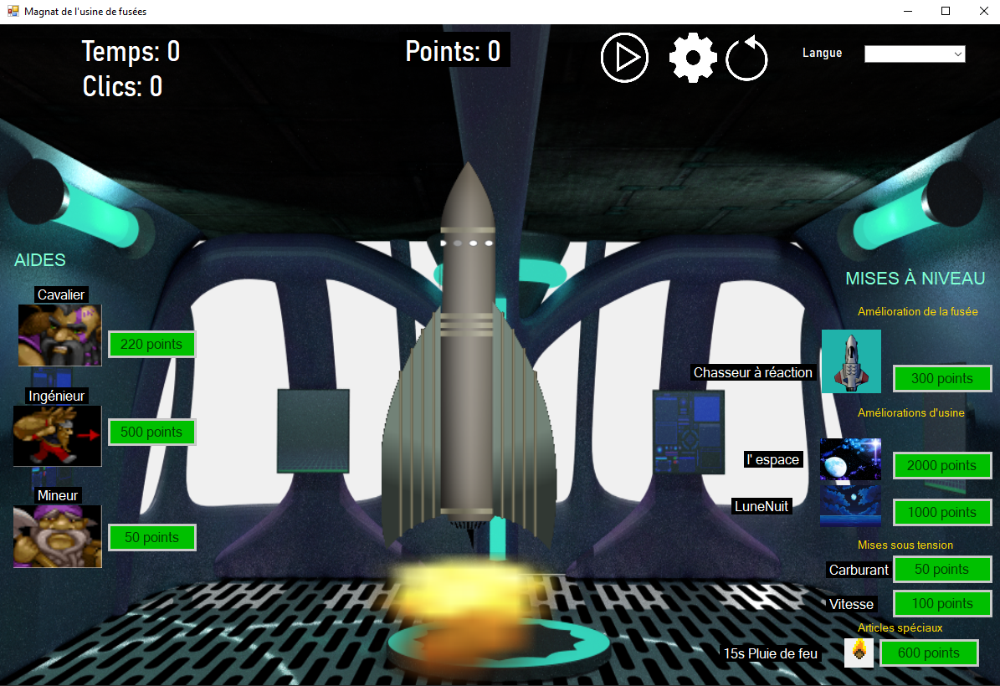 Magnat de l'usine de fusées
Temps: 0
Clics: 0
Points: 0
Langue
AIDES
Cavalier
220 points
Ingénieur
500 points
Mineur
50 points
MISES À NIVEAU
Amélioration de la fusée
Chasseur à réaction
300 points
Améliorations d'usine
l' espace
2000 points
LuneNuit
1000 points
Mises sous tension
Carburant
50 points
Vitesse
100 points
Articles spéciaux
15s Pluie de feu
600 points